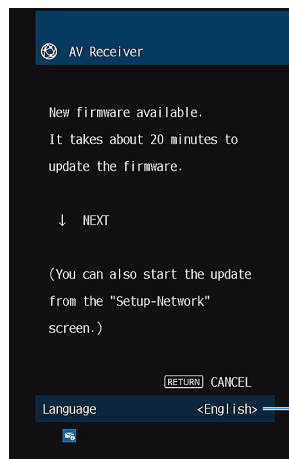 AV Receiver
New firmware available.
It takes about 20 minutes to
update the firmware.
↓ NEXT
(You can also start the update
from the "Setup-Network"
screen.)
RETURN CANCEL
Language <English>